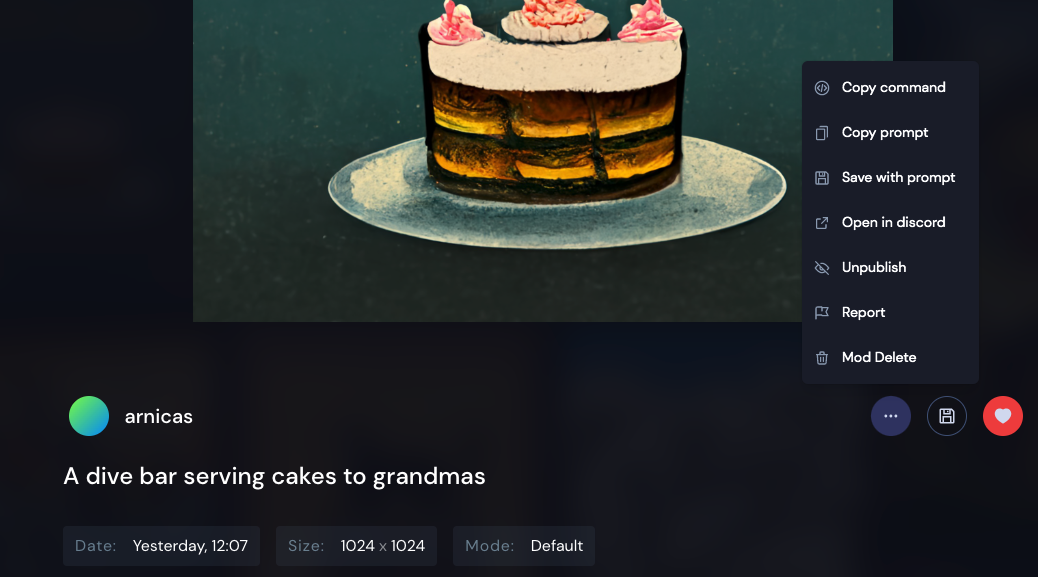 Copy command
Copy prompt
Save with prompt
Open in discord
Unpublish
Report
Mod Delete
arnicas
A dive bar serving cakes to grandmas
Date: Yesterday, 12:07 Size: 1024 x 1024 Mode: Default